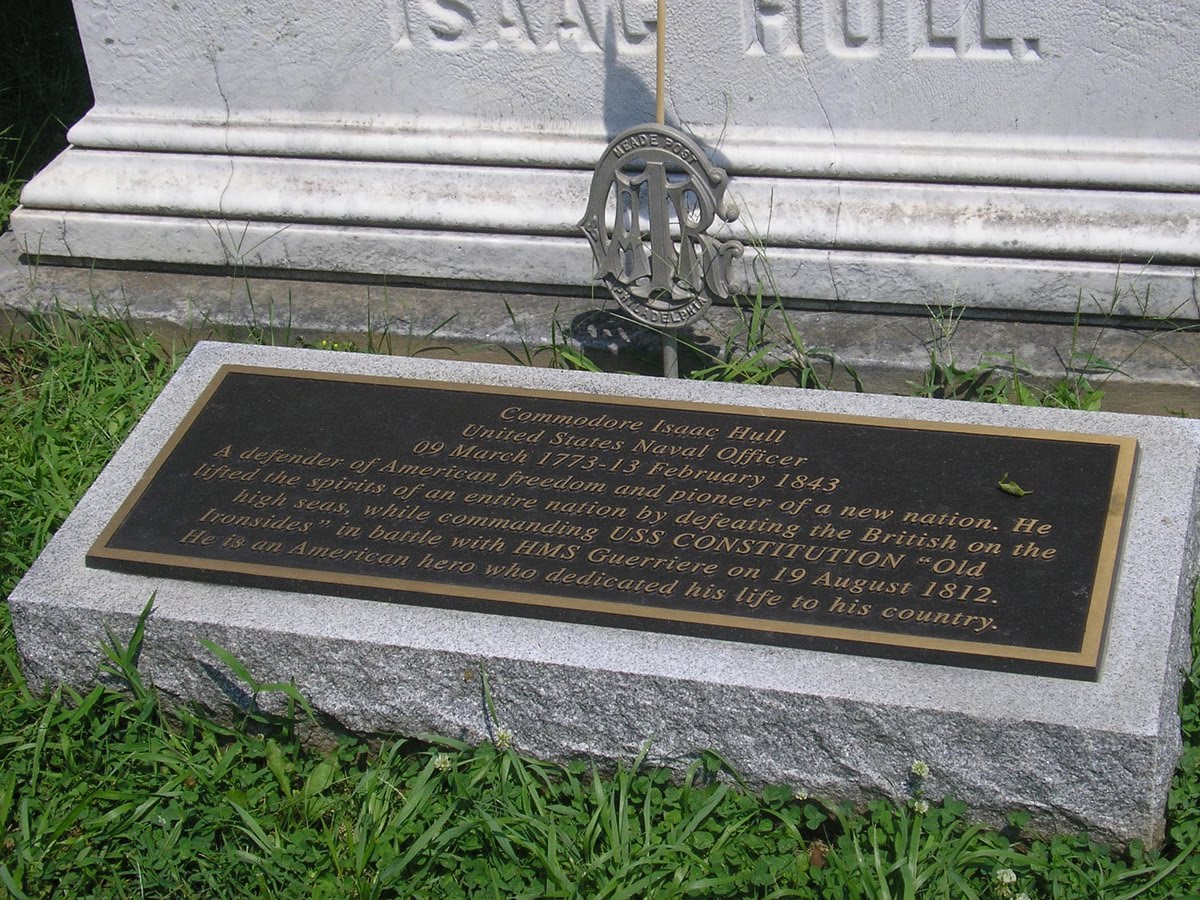 ISAAC HULL.
MEADE POST
GAR
PHILADELPHIA
Commodore Isaac Hull
United States Naval Officer
09 March 1773-13 February 1843
A defender of American freedom and pioneer of a new nation. He
lifted the spirits of an entire nation by defeating the British on the
high seas, while commanding USS CONSTITUTION "Old
Ironsides" in battle with HMS Guerriere on 19 August 1812.
He is an American hero who dedicated his life to his country.